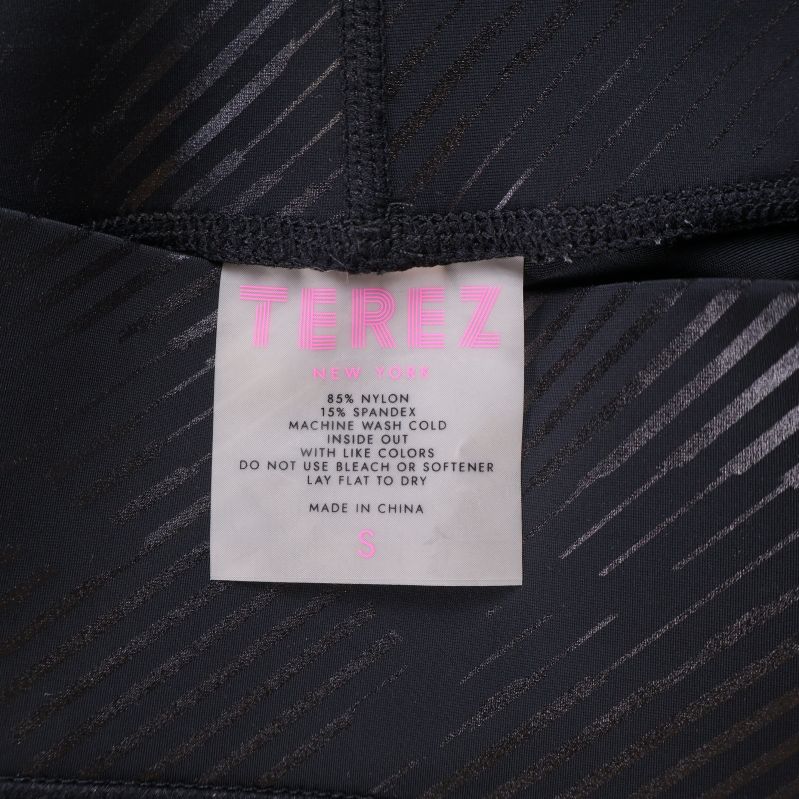 TEREZ
NEW YORK
85% NYLON
15% SPANDEX
MACHINE WASH COLD
INSIDE OUT
WITH LIKE COLORS
DO NOT USE BLEACH OR SOFTENER
LAY FLAT TO DRY
MADE IN CHINA
S